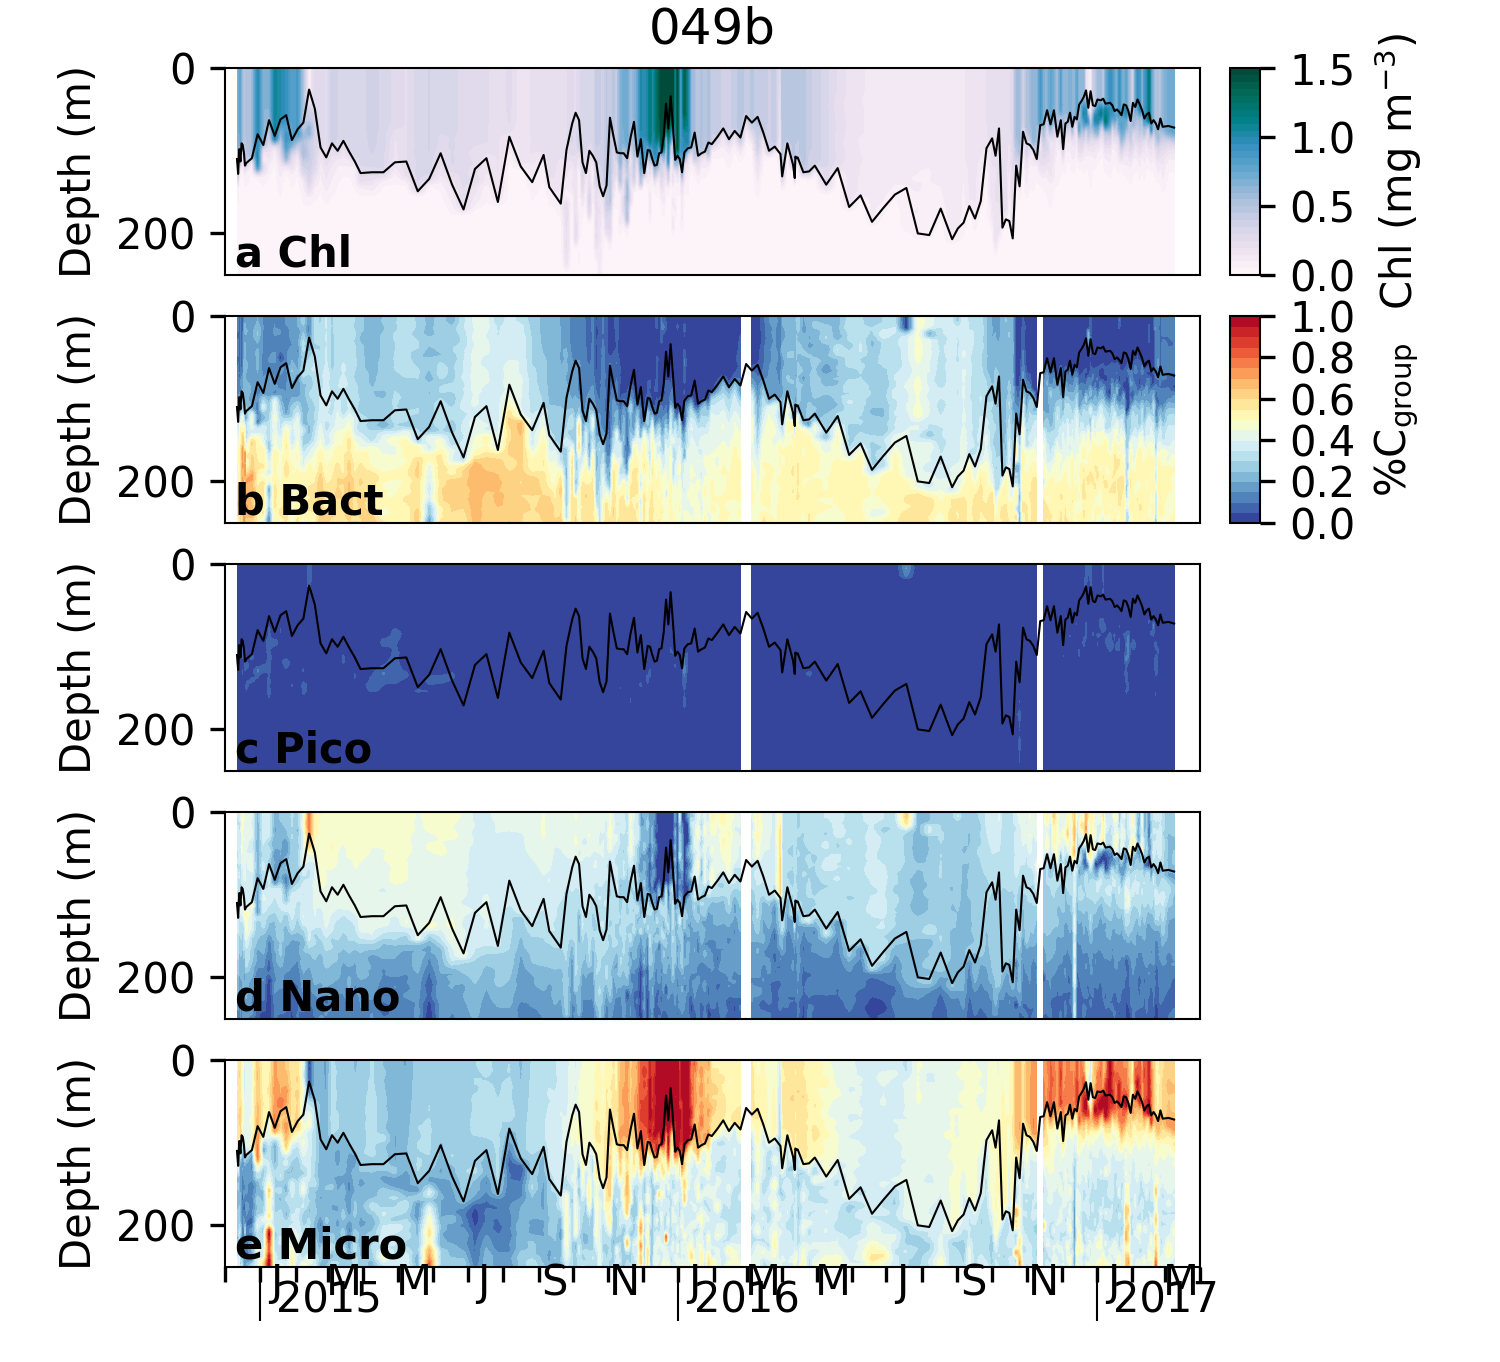 049b
0
200
Depth (m)
a Chl
1.5
1.0
0.5
0.0
Chl (mg m⁻³)
0
200
Depth (m)
b Bact
1.0
0.8
0.6
0.4
0.2
0.0
%C_group
0
200
Depth (m)
c Pico
0
200
Depth (m)
d Nano
0
200
Depth (m)
e Micro
J M M J S N J M M J S N J M
2015 2016 2017